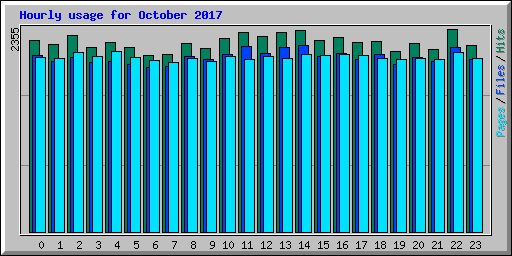 Hourly usage for October 2017
2355
Pages / Files / Hits
0 1 2 3 4 5 6 7 8 9 10 11 12 13 14 15 16 17 18 19 20 21 22 23